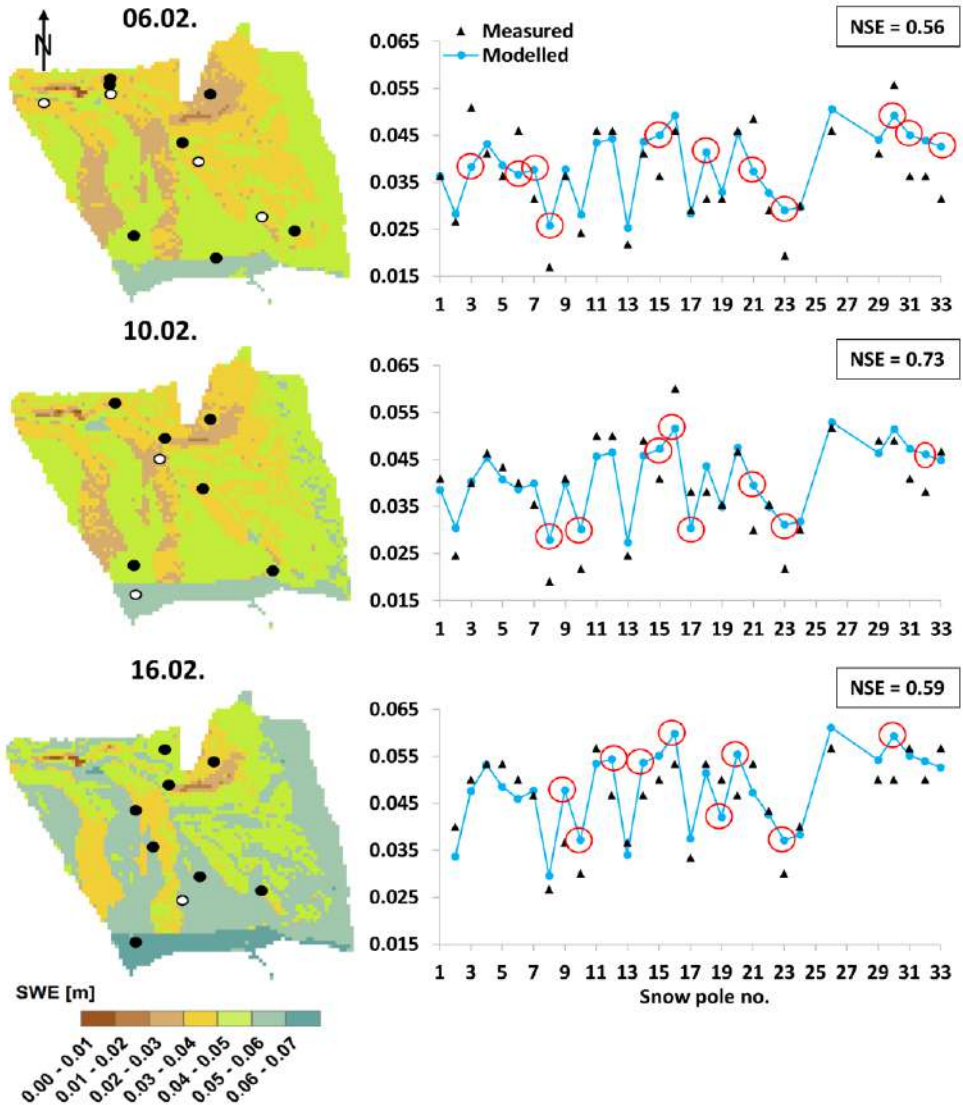 06.02.
N
0.065
0.055
0.045
0.035
0.025
0.015
Measured
Modelled
NSE = 0.56
1 3 5 7 9 11 13 15 17 19 21 23 25 27 29 31 33
10.02.
0.065
0.055
0.045
0.035
0.025
0.015
NSE = 0.73
1 3 5 7 9 11 13 15 17 19 21 23 25 27 29 31 33
16.02.
0.065
0.055
0.045
0.035
0.025
0.015
NSE = 0.59
1 3 5 7 9 11 13 15 17 19 21 23 25 27 29 31 33
Snow pole no.
SWE [m]
0.00 - 0.01
0.01 - 0.02
0.02 - 0.03
0.03 - 0.04
0.04 - 0.05
0.05 - 0.06
0.06 - 0.07